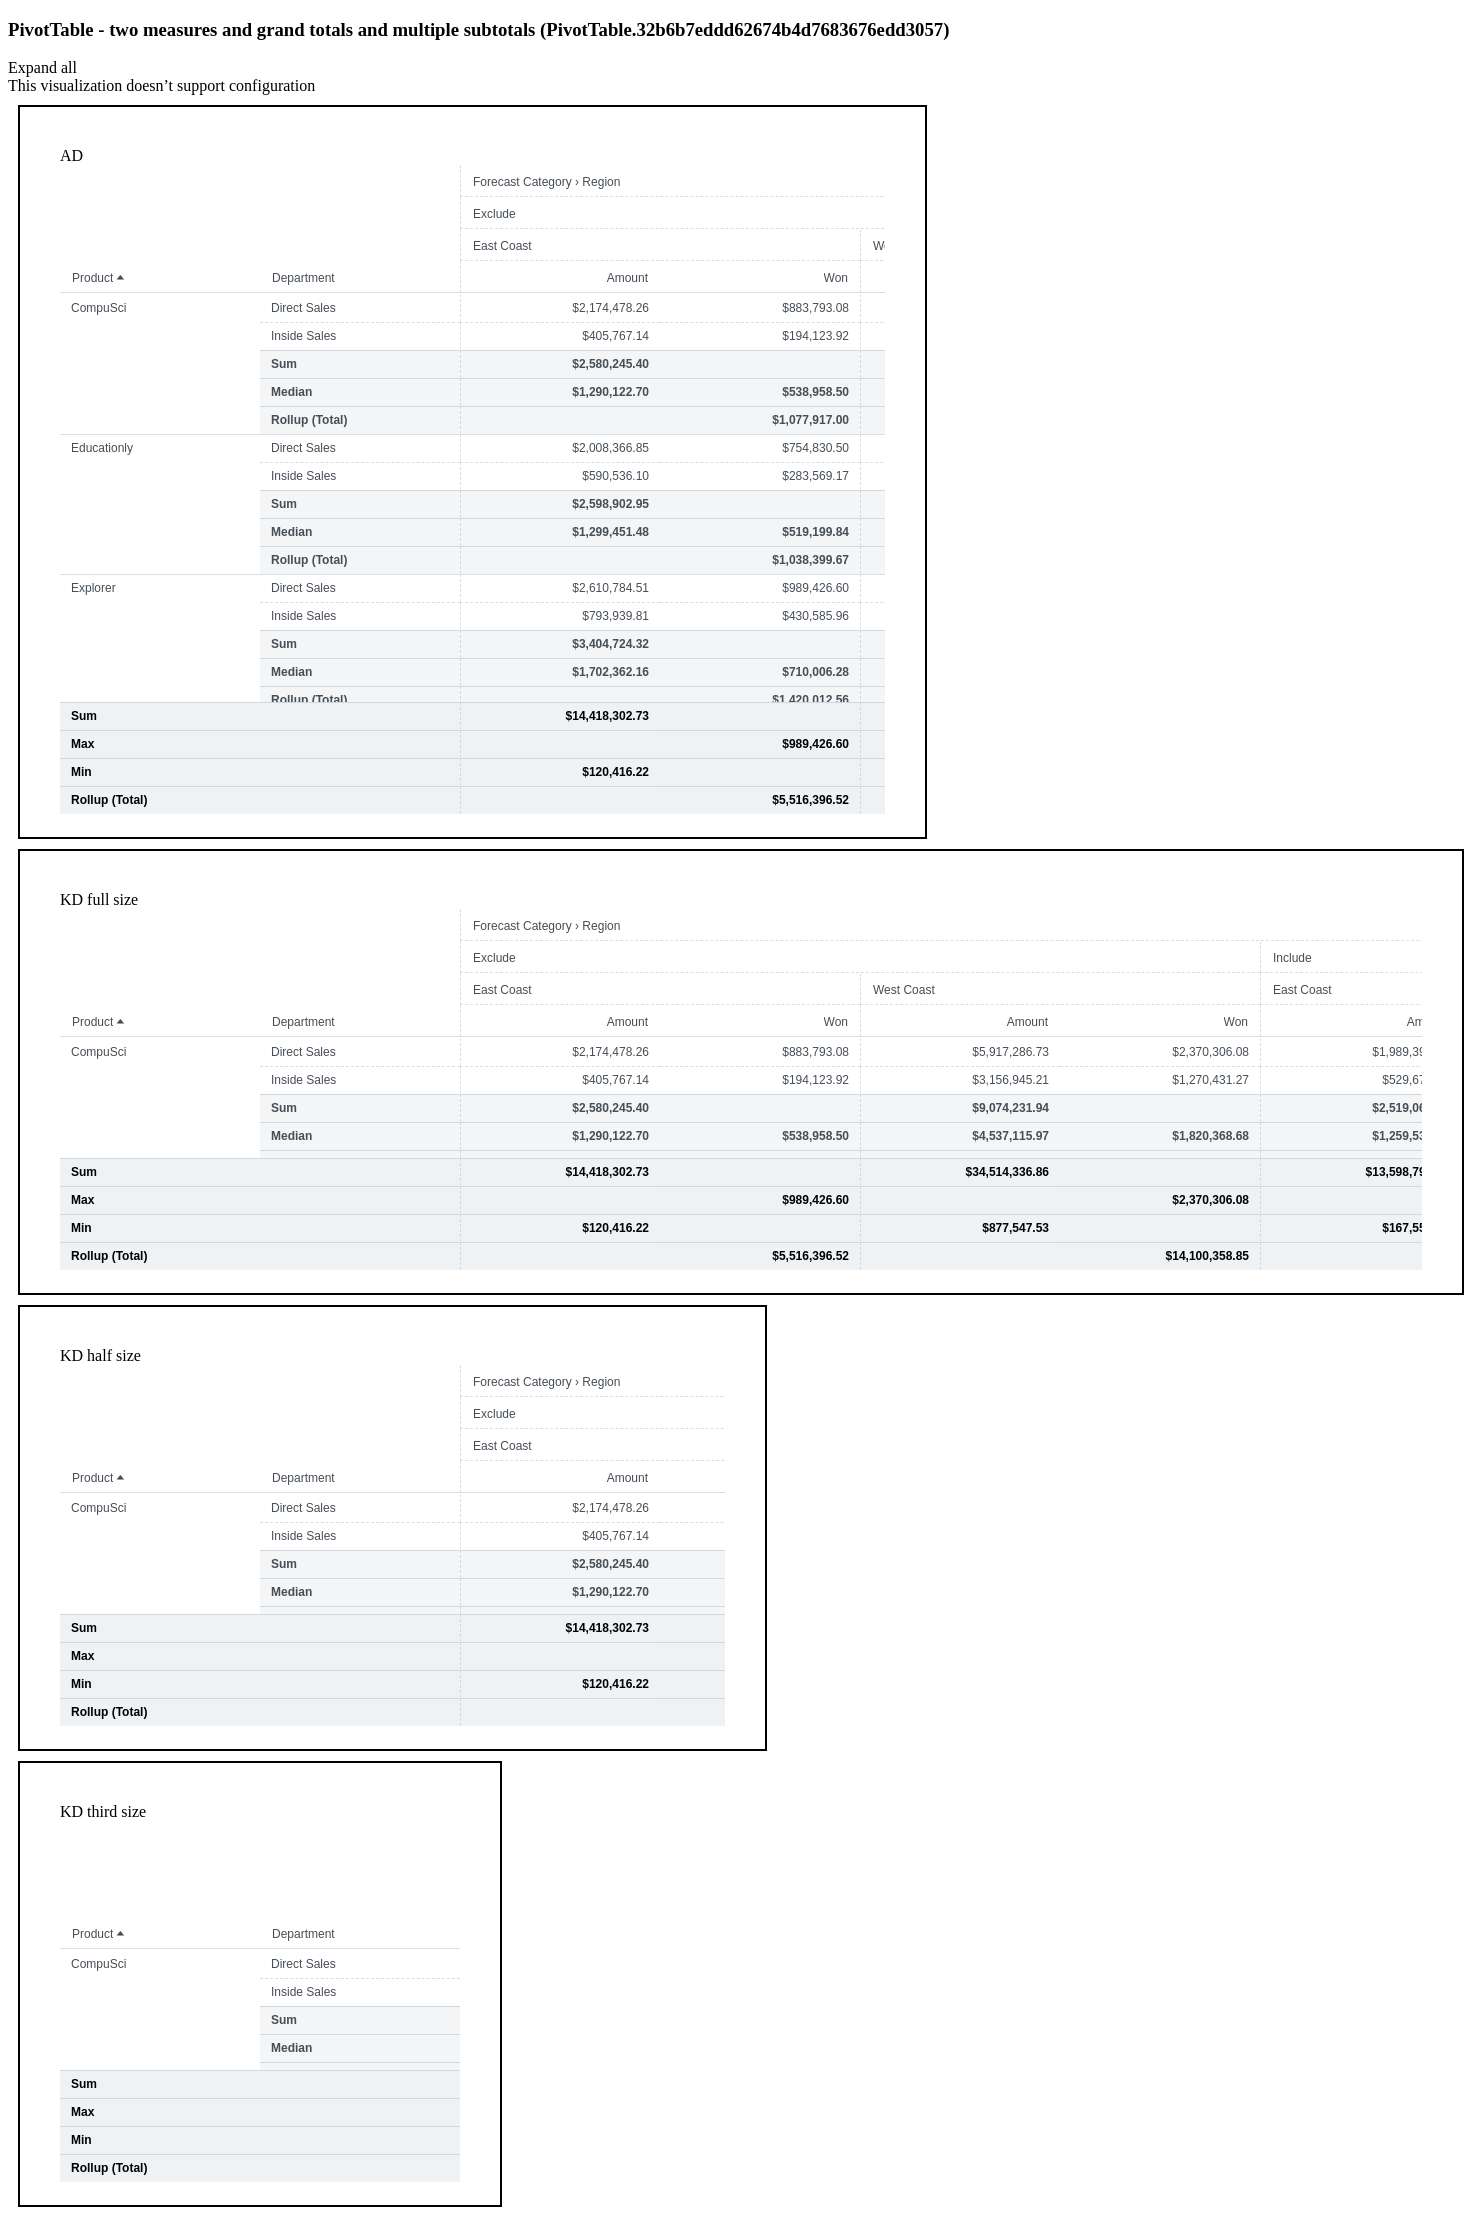 PivotTable - two measures and grand totals and multiple subtotals (PivotTable.32b6b7eddd62674b4d7683676edd3057)
Expand all
This visualization doesn’t support configuration
AD
Forecast Category › Region
Exclude
East Coast
Product Department Amount Won
CompuSci Direct Sales $2,174,478.26 $883,793.08
Inside Sales $405,767.14 $194,123.92
Sum $2,580,245.40
Median $1,290,122.70 $538,958.50
Rollup (Total) $1,077,917.00
Educationly Direct Sales $2,008,366.85 $754,830.50
Inside Sales $590,536.10 $283,569.17
Sum $2,598,902.95
Median $1,299,451.48 $519,199.84
Rollup (Total) $1,038,399.67
Explorer Direct Sales $2,610,784.51 $989,426.60
Inside Sales $793,939.81 $430,585.96
Sum $3,404,724.32
Median $1,702,362.16 $710,006.28
Rollup (Total) $1,420,012.56
Sum $14,418,302.73
Max $989,426.60
Min $120,416.22
Rollup (Total) $5,516,396.52
KD full size
Forecast Category › Region
Exclude Include
East Coast West Coast East Coast
Product Department Amount Won Amount Won Am
CompuSci Direct Sales $2,174,478.26 $883,793.08 $5,917,286.73 $2,370,306.08 $1,989,39
Inside Sales $405,767.14 $194,123.92 $3,156,945.21 $1,270,431.27 $529,67
Sum $2,580,245.40 $9,074,231.94 $2,519,06
Median $1,290,122.70 $538,958.50 $4,537,115.97 $1,820,368.68 $1,259,53
Sum $14,418,302.73 $34,514,336.86 $13,598,79
Max $989,426.60 $2,370,306.08
Min $120,416.22 $877,547.53 $167,55
Rollup (Total) $5,516,396.52 $14,100,358.85
KD half size
Forecast Category › Region
Exclude
East Coast
Product Department Amount
CompuSci Direct Sales $2,174,478.26
Inside Sales $405,767.14
Sum $2,580,245.40
Median $1,290,122.70
Sum $14,418,302.73
Max
Min $120,416.22
Rollup (Total)
KD third size
Product Department
CompuSci Direct Sales
Inside Sales
Sum
Median
Sum
Max
Min
Rollup (Total)